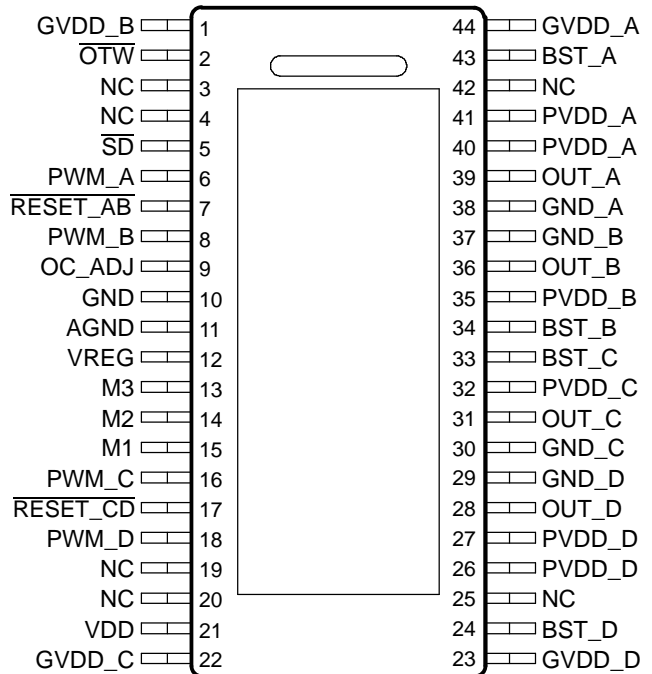 GVDD_B 1 44 GVDD_A
OTW 2 43 BST_A
NC 3 42 NC
NC 4 41 PVDD_A
SD 5 40 PVDD_A
PWM_A 6 39 OUT_A
RESET_AB 7 38 GND_A
PWM_B 8 37 GND_B
OC_ADJ 9 36 OUT_B
GND 10 35 PVDD_B
AGND 11 34 BST_B
VREG 12 33 BST_C
M3 13 32 PVDD_C
M2 14 31 OUT_C
M1 15 30 GND_C
PWM_C 16 29 GND_D
RESET_CD 17 28 OUT_D
PWM_D 18 27 PVDD_D
NC 19 26 PVDD_D
NC 20 25 NC
VDD 21 24 BST_D
GVDD_C 22 23 GVDD_D